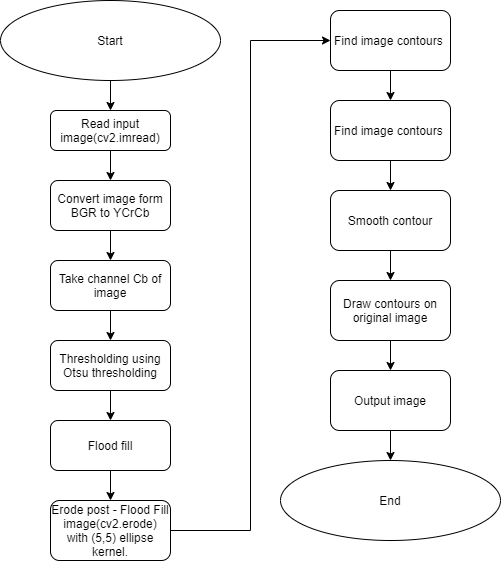 Start
Read input
image(cv2.imread)
Convert image form
BGR to YCrCb
Take channel Cb of
image
Thresholding using
Otsu thresholding
Flood fill
Erode post - Flood Fill
image(cv2.erode)
with (5,5) ellipse
kernel.
Find image contours
Find image contours
Smooth contour
Draw contours on
original image
Output image
End